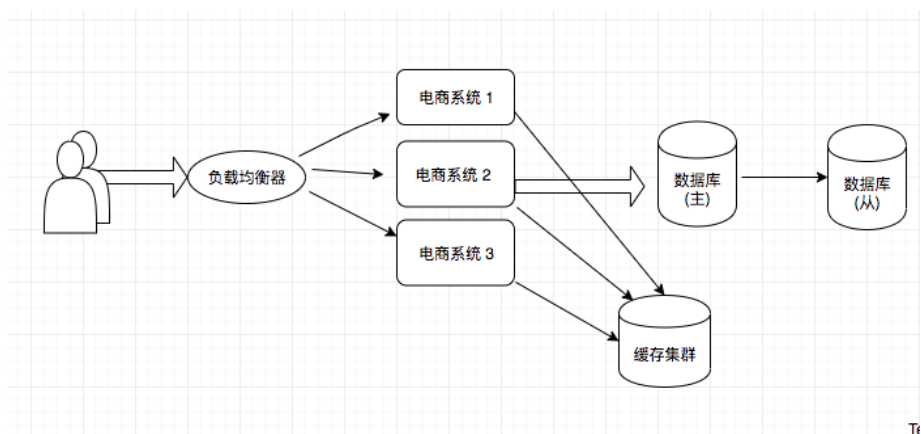 电商系统 1
负载均衡器
电商系统 2
电商系统 3
数据库
(主)
数据库
(从)
缓存集群